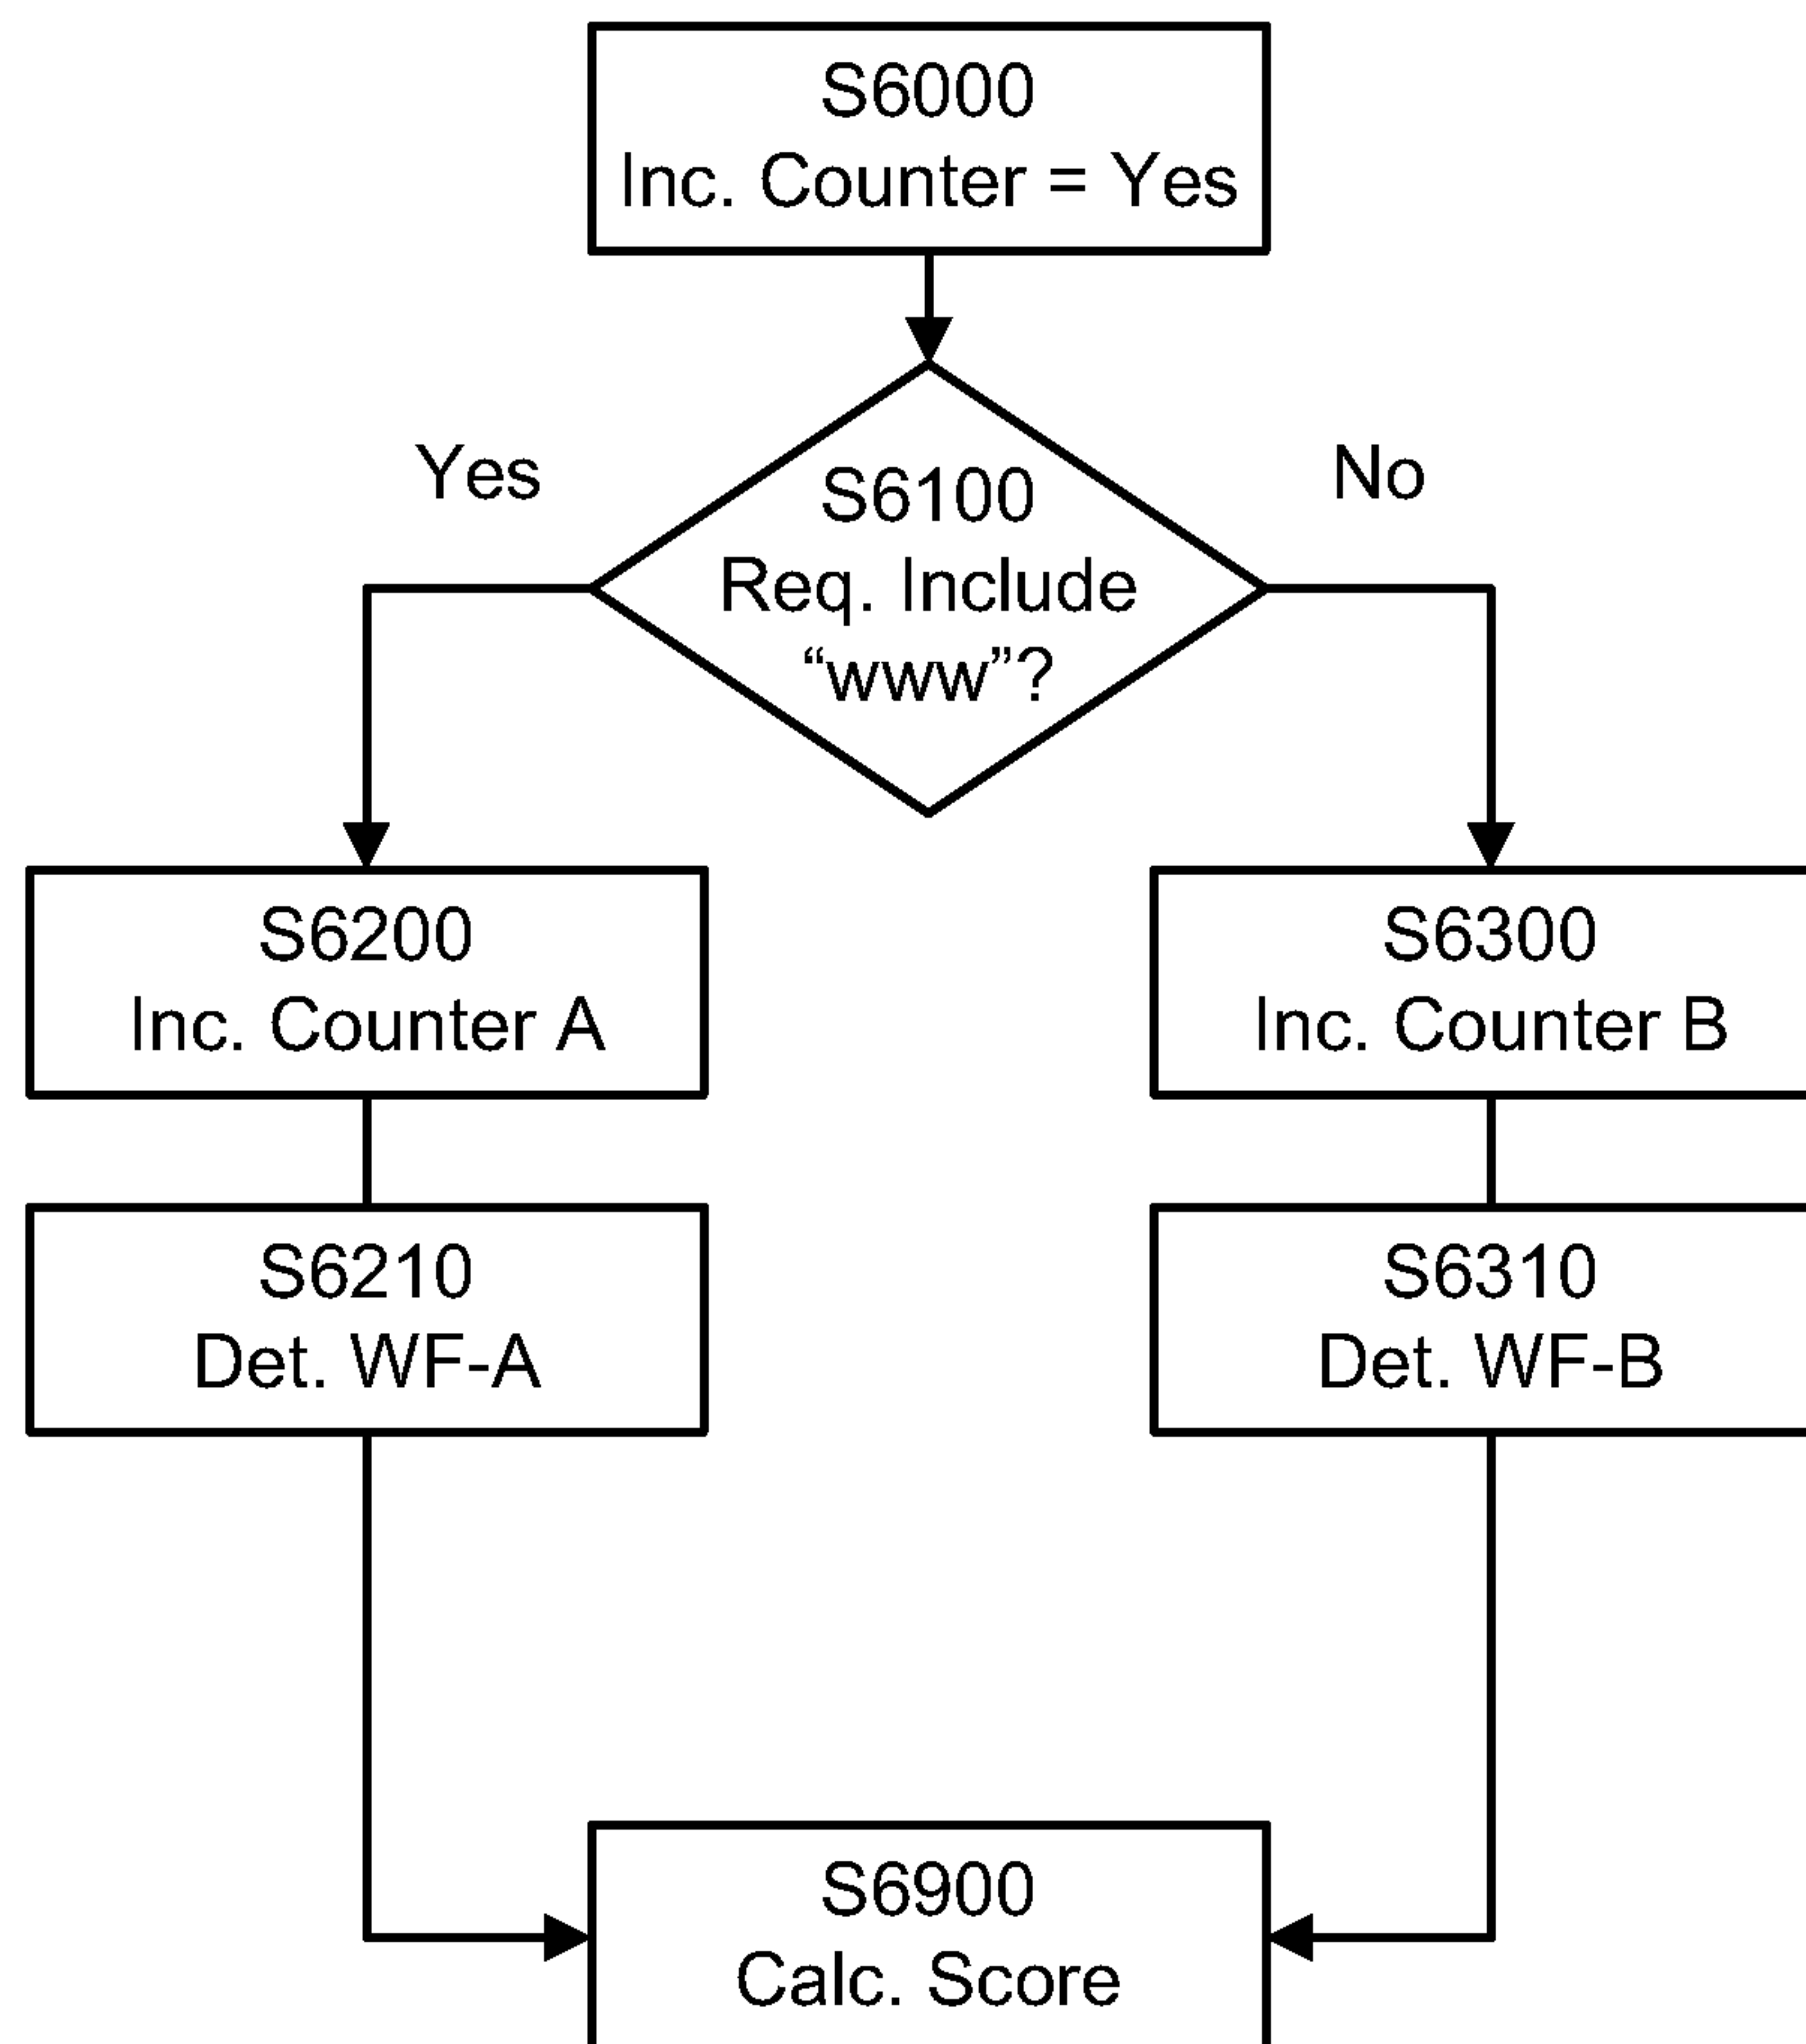 S6000
Inc. Counter = Yes
Yes
No
S6100
Req. Include
“www”?
S6200
Inc. Counter A
S6300
Inc. Counter B
S6210
Det. WF-A
S6310
Det. WF-B
S6900
Calc. Score